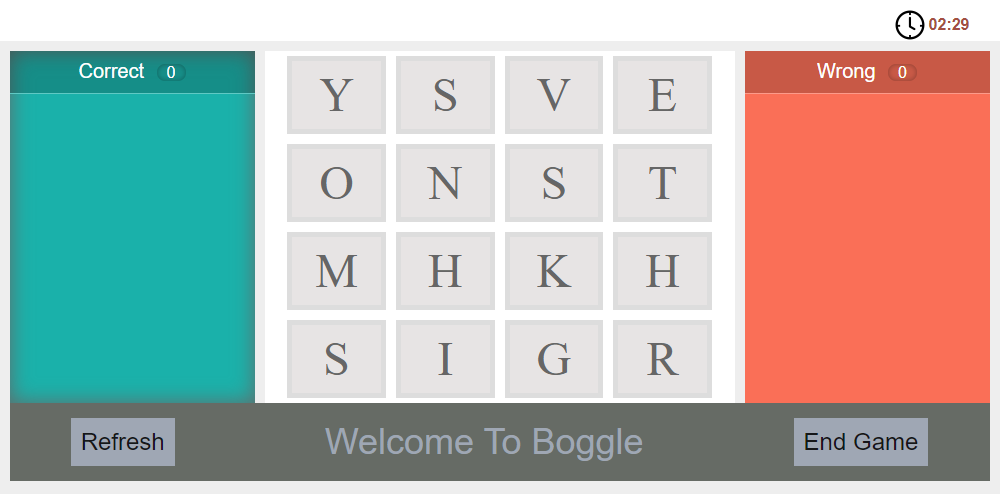 02:29
Correct 0
Wrong 0
Y S V E
O N S T
M H K H
S I G R
Refresh
Welcome To Boggle
End Game